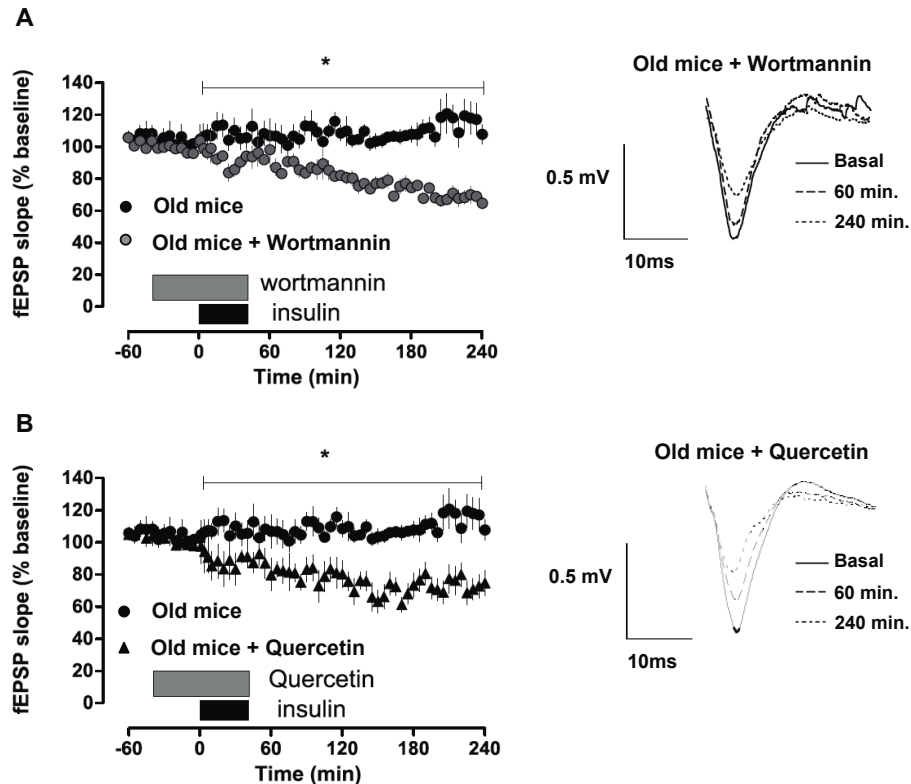 A
*
fEPSP slope (% baseline)
140
120
100
80
60
40
20
0
Old mice
Old mice + Wortmannin
wortmannin
insulin
-60 0 60 120 180 240
Time (min)
Old mice + Wortmannin
0.5 mV
10ms
Basal
60 min.
240 min.
B
*
fEPSP slope (% baseline)
140
120
100
80
60
40
20
0
Old mice
Old mice + Quercetin
Quercetin
insulin
-60 0 60 120 180 240
Time (min)
Old mice + Quercetin
0.5 mV
10ms
Basal
60 min.
240 min.